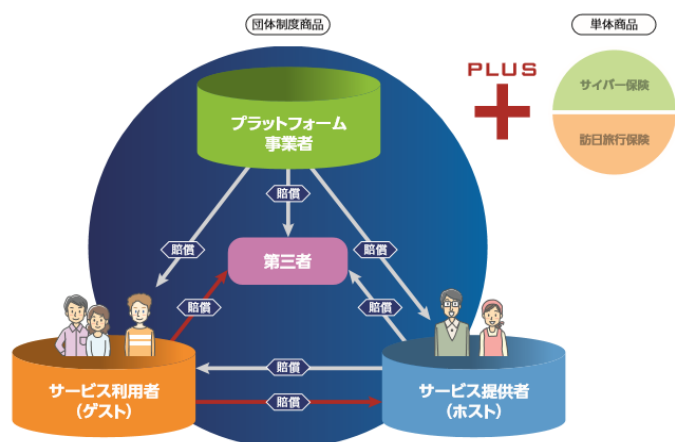 団体制度商品
単体商品
PLUS
サイバー保険
訪日旅行保険
プラットフォーム
事業者
賠償
賠償
賠償
第三者
賠償
賠償
賠償
賠償
サービス利用者
(ゲスト)
サービス提供者
(ホスト)